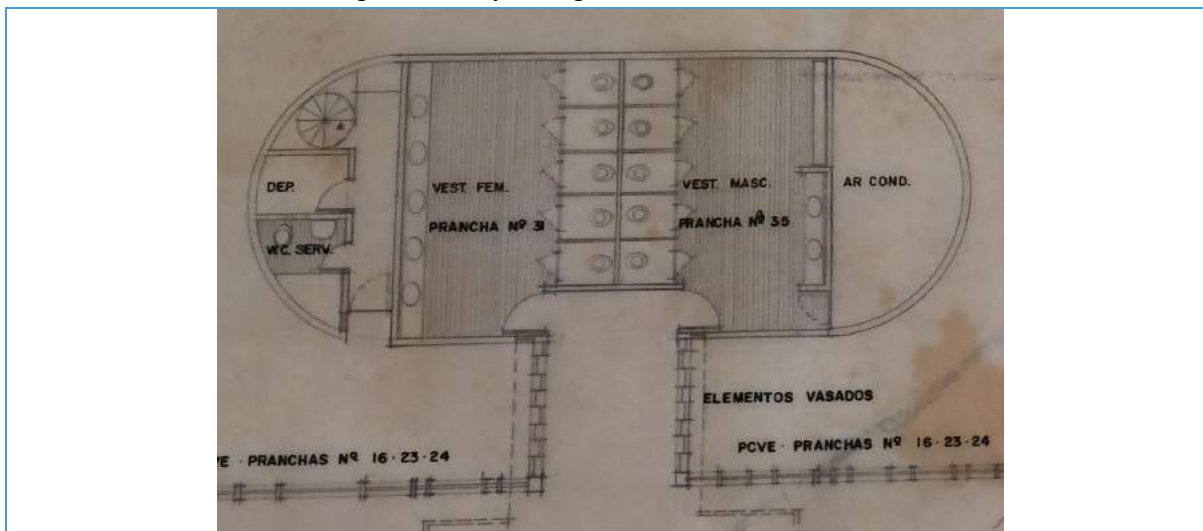 DEP.
W.C. SERV.
VEST. FEM.
PRANCHA Nº 31
VEST. MASC.
PRANCHA Nº 35
AR COND.
ELEMENTOS VASADOS
PCVE · PRANCHAS Nº 16·23·24
VE · PRANCHAS Nº 16·23·24